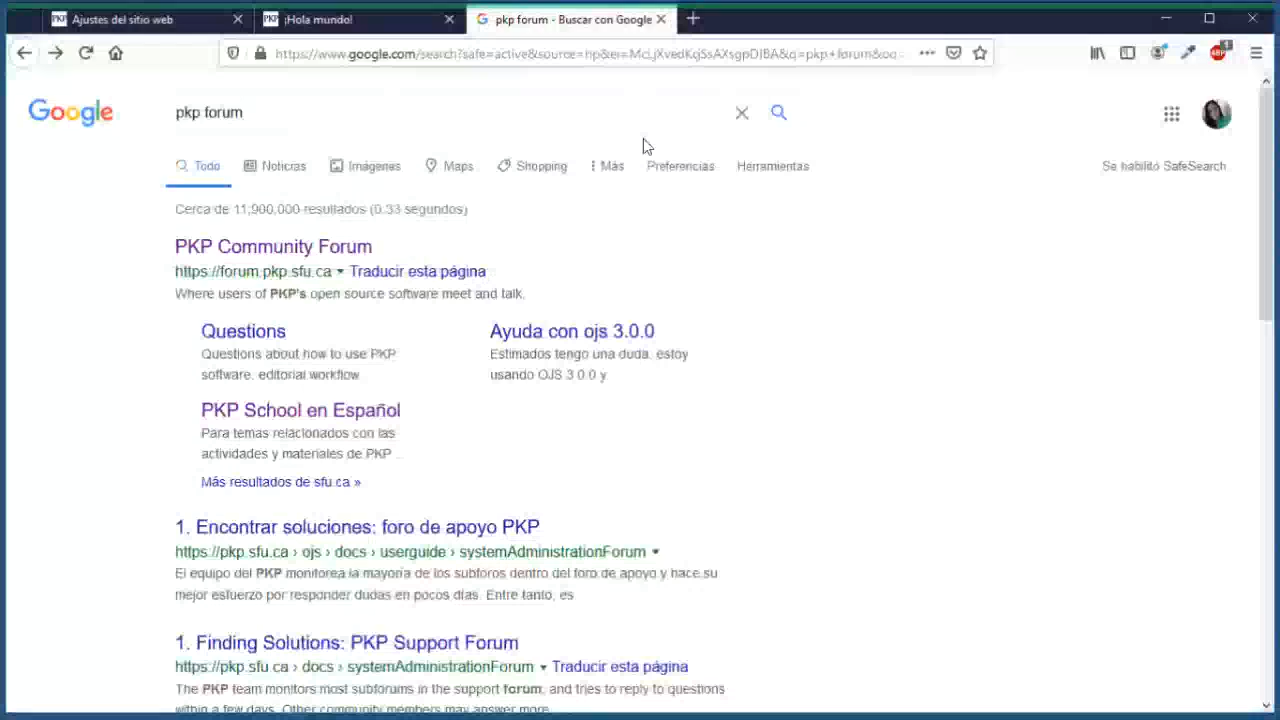 Ajustes del sitio web
¡Hola mundo!
pkp forum - Buscar con Google
https://www.google.com/search?safe=active&source=hp&ei=
Google
pkp forum
Todo
Noticias
Imágenes
Maps
Shopping
Más
Preferencias
Herramientas
Se habilitó SafeSearch
Cerca de 11,900,000 resultados (0.33 segundos)
PKP Community Forum
https://forum.pkp.sfu.ca Traducir esta página
Where users of PKP's open source software meet and talk.
Questions
Questions about how to use PKP
software, editorial workflow
Ayuda con ojs 3.0.0
Estimados tengo una duda, estoy
usando OJS 3.0.0 y
PKP School en Español
Para temas relacionados con las
actividades y materiales de PKP ...
Más resultados de sfu.ca »
1. Encontrar soluciones: foro de apoyo PKP
https://pkp.sfu.ca › ojs › docs › userguide › systemAdministrationForum
El equipo del PKP monitorea la mayoría de los subforos dentro del foro de apoyo y hace su
mejor esfuerzo por responder dudas en pocos días. Entre tanto, es
1. Finding Solutions: PKP Support Forum
https://pkp.sfu.ca › docs › systemAdministrationForum Traducir esta página
The PKP team monitors most subforums in the support forum, and tries to reply to questions
within a few days. Other community members may answer more